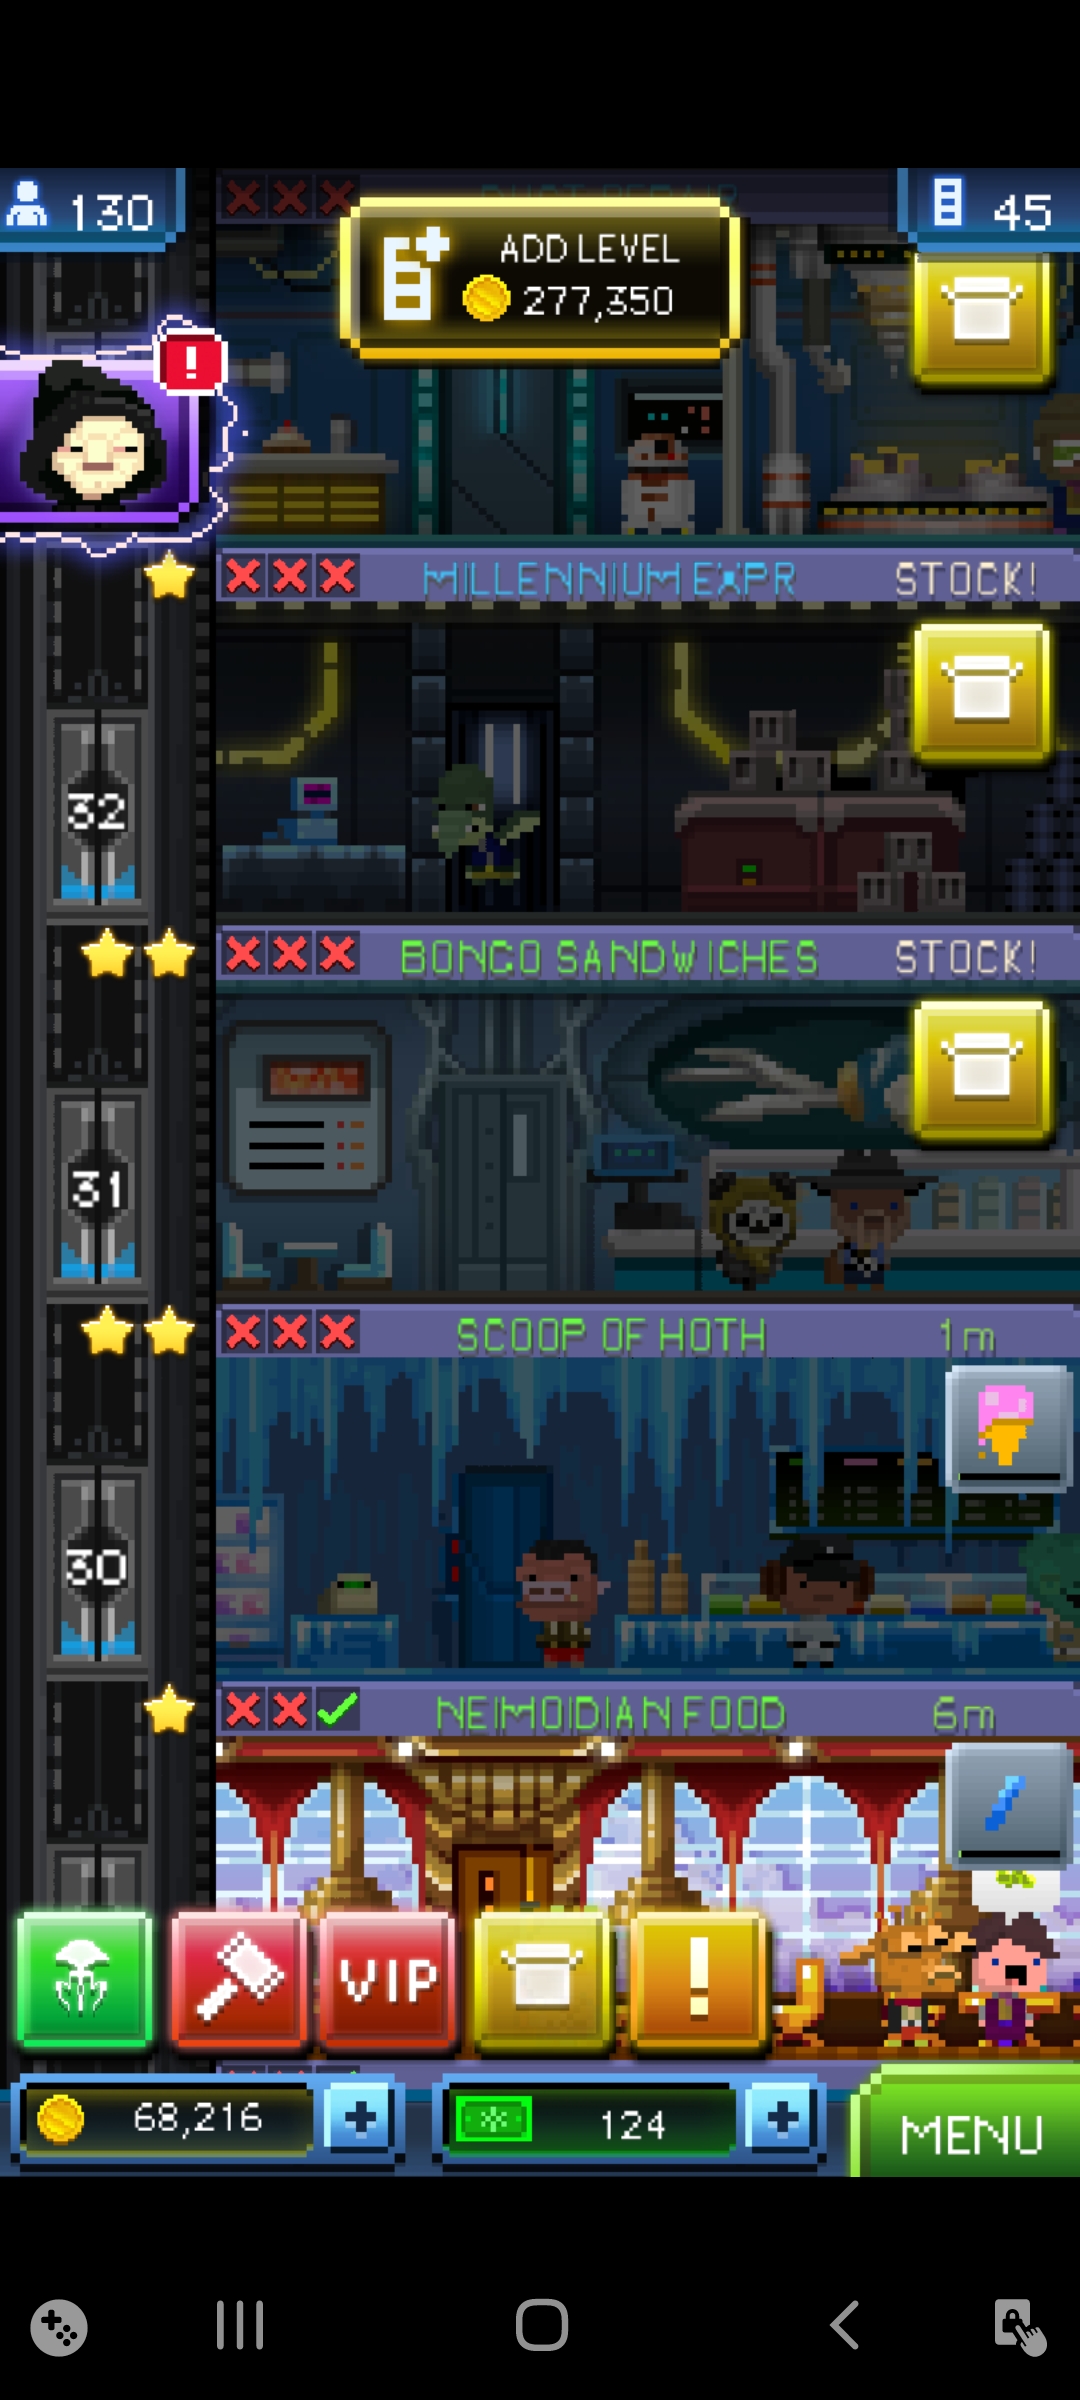 130
45
ADD LEVEL
277,350
!
MILLENNIUM EXPR STOCK!
32
BONGO SANDWICHES STOCK!
31
SCOOP OF HOTH 1m
30
NEIMOIDIAN FOOD 6m
VIP
!
68,216
124
MENU